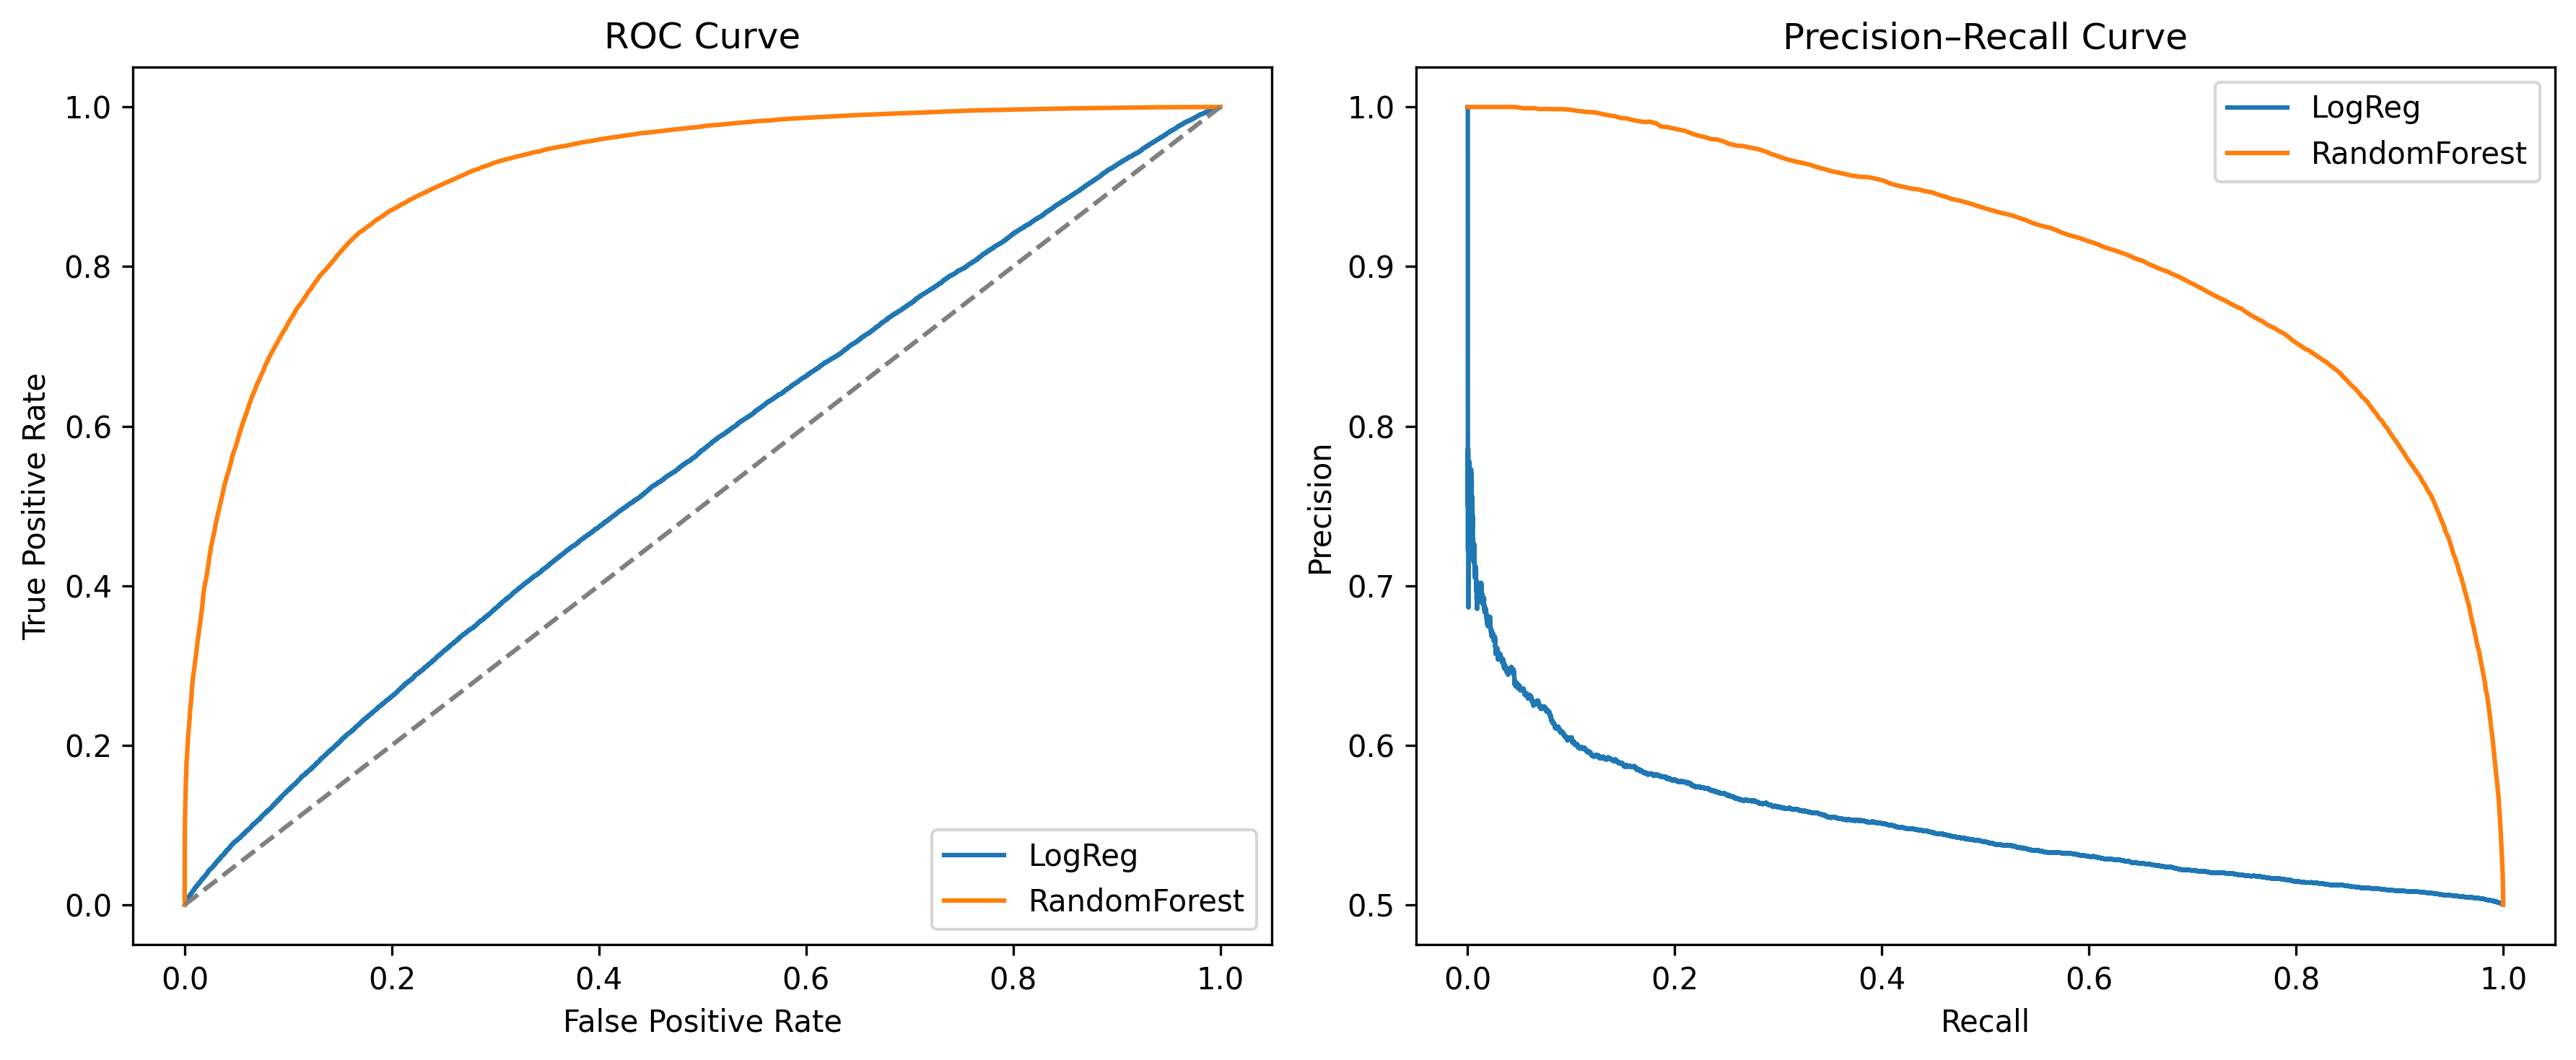 ROC Curve
True Positive Rate
1.0
0.8
0.6
0.4
0.2
0.0
LogReg
RandomForest
0.0 0.2 0.4 0.6 0.8 1.0
False Positive Rate
Precision–Recall Curve
Precision
1.0
0.9
0.8
0.7
0.6
0.5
LogReg
RandomForest
0.0 0.2 0.4 0.6 0.8 1.0
Recall